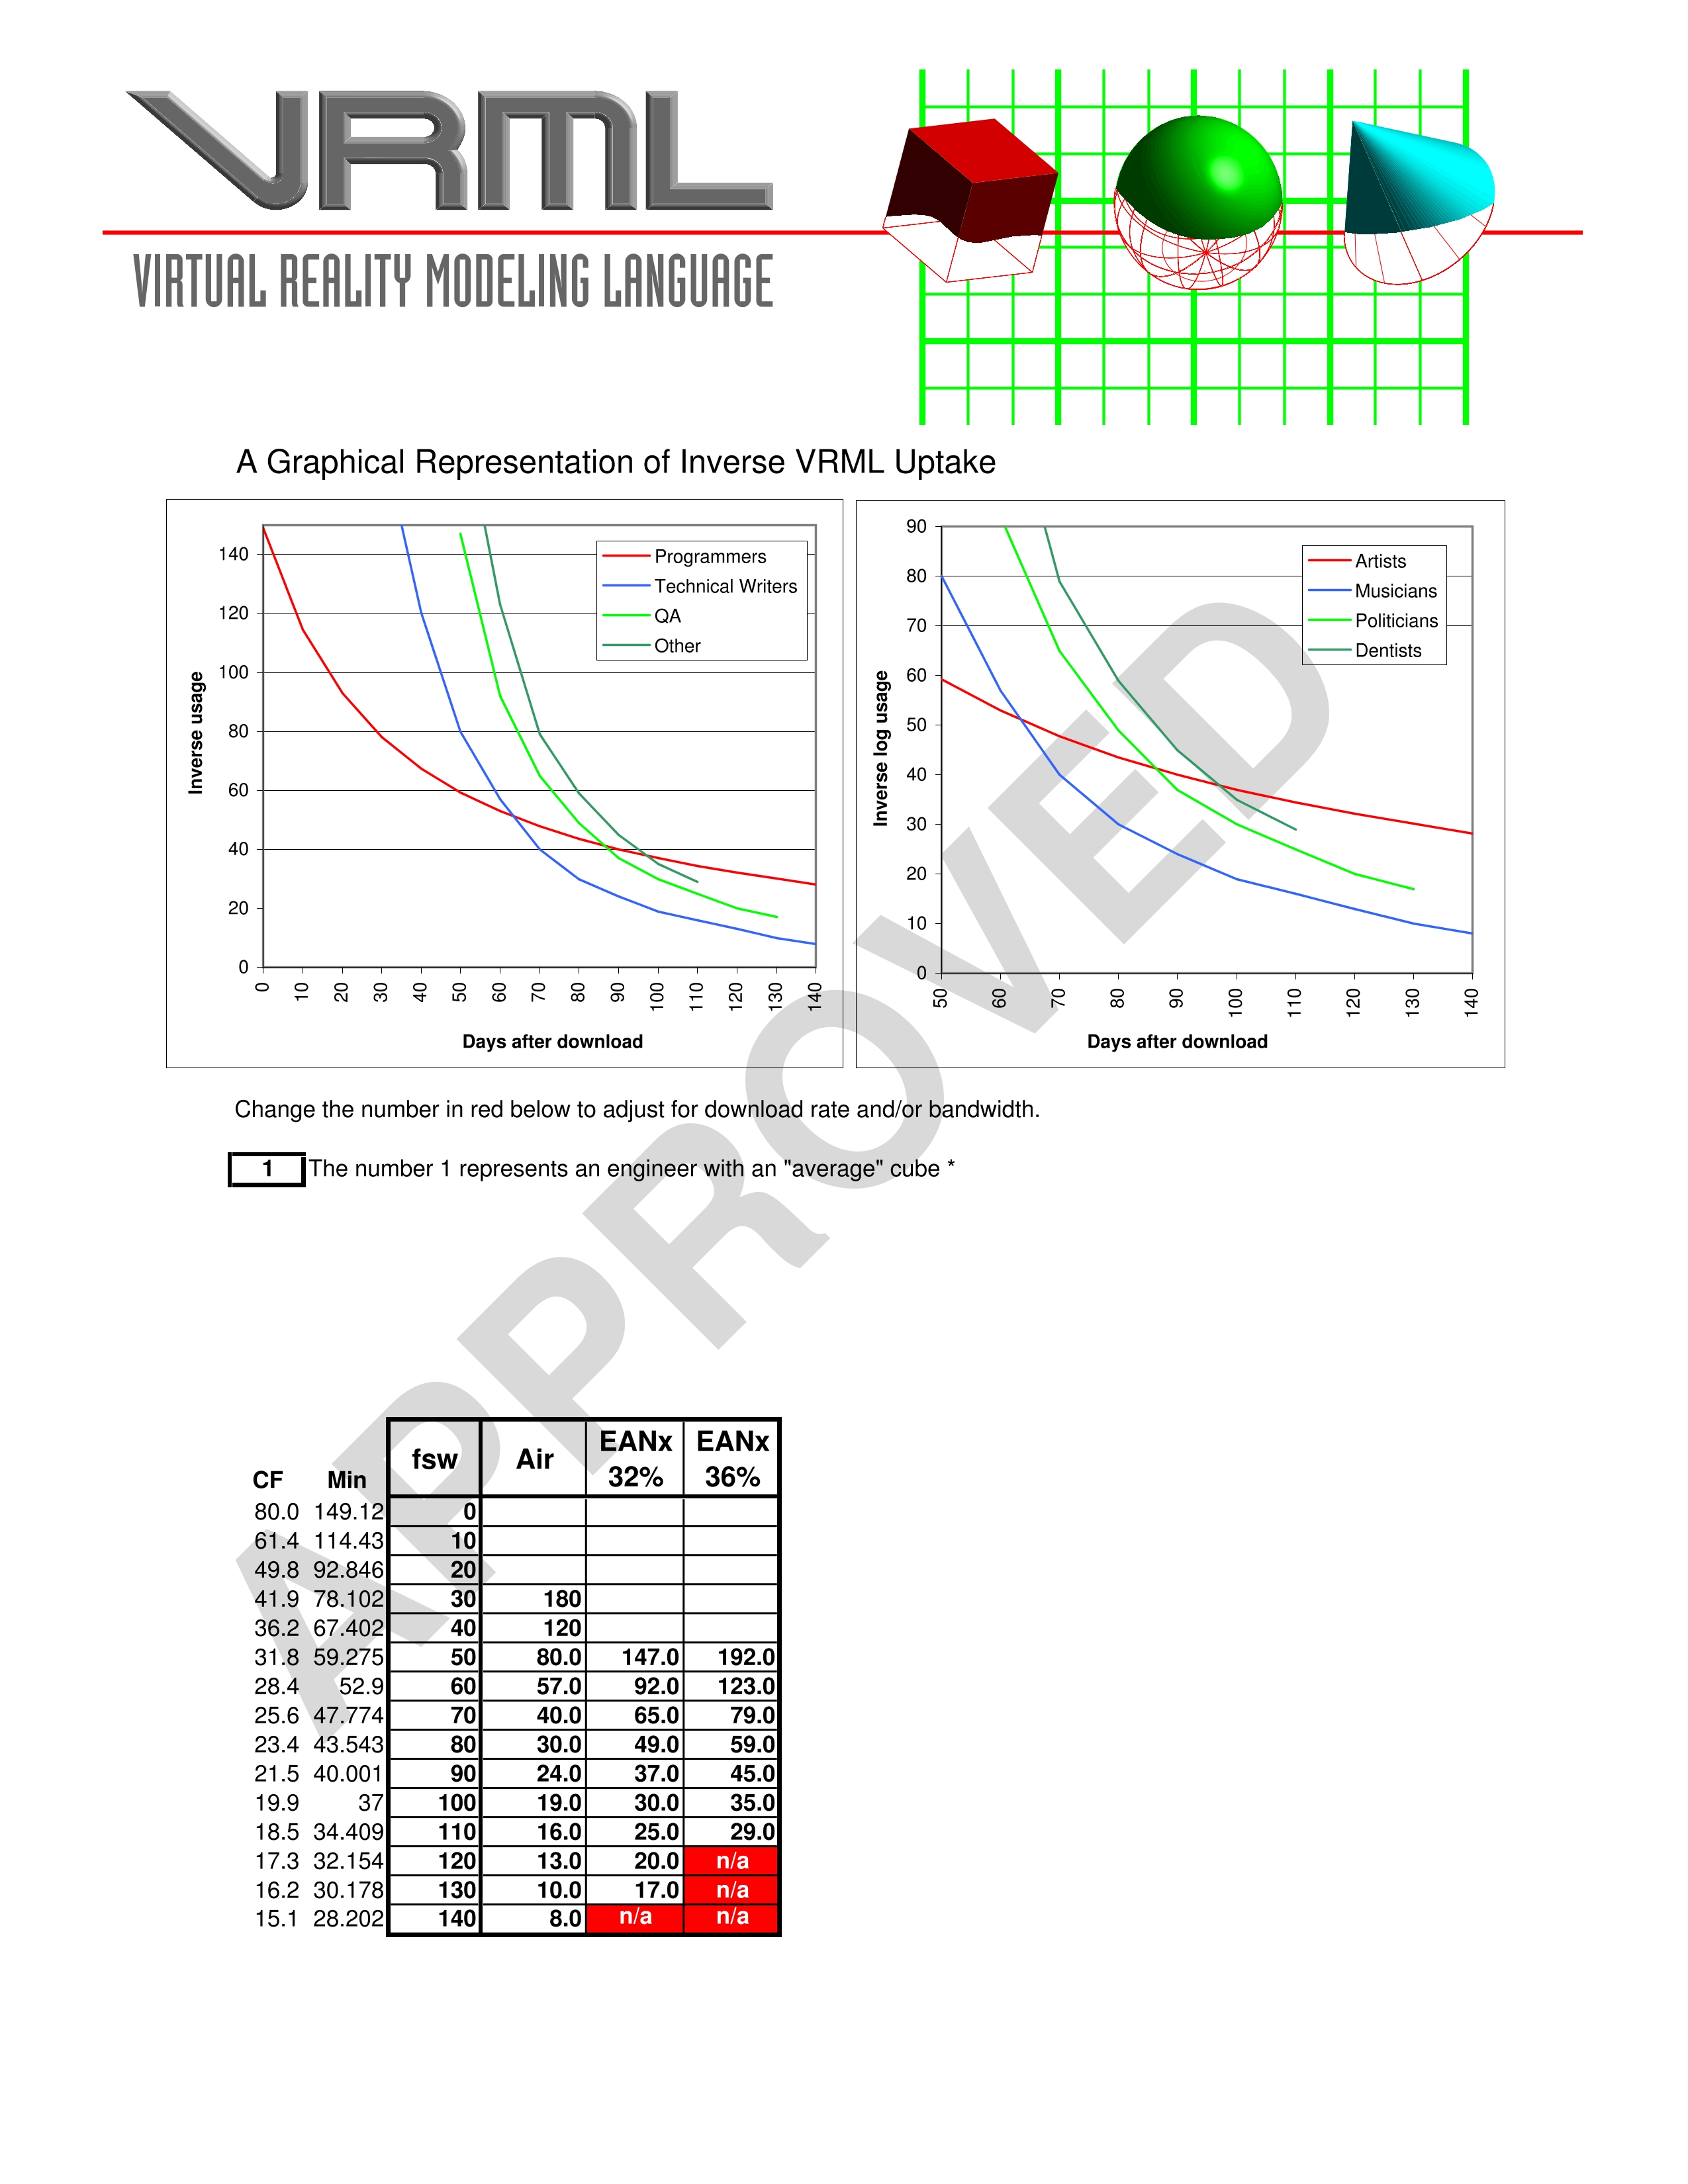 VRML
VIRTUAL REALITY MODELING LANGUAGE
A Graphical Representation of Inverse VRML Uptake
Inverse usage
140
120
100
80
60
40
20
0
Programmers
Technical Writers
QA
Other
0 10 20 30 40 50 60 70 80 90 100 110 120 130 140
Days after download
Inverse log usage
90
80
70
60
50
40
30
20
10
0
Artists
Musicians
Politicians
Dentists
50 60 70 80 90 100 110 120 130 140
Days after download
Change the number in red below to adjust for download rate and/or bandwidth.
1 The number 1 represents an engineer with an "average" cube *
APPROVED
CF Min fsw Air EANx 32% EANx 36%
80.0 149.12 0
61.4 114.43 10
49.8 92.846 20
41.9 78.102 30 180
36.2 67.402 40 120
31.8 59.275 50 80.0 147.0 192.0
28.4 52.9 60 57.0 92.0 123.0
25.6 47.774 70 40.0 65.0 79.0
23.4 43.543 80 30.0 49.0 59.0
21.5 40.001 90 24.0 37.0 45.0
19.9 37 100 19.0 30.0 35.0
18.5 34.409 110 16.0 25.0 29.0
17.3 32.154 120 13.0 20.0 n/a
16.2 30.178 130 10.0 17.0 n/a
15.1 28.202 140 8.0 n/a n/a